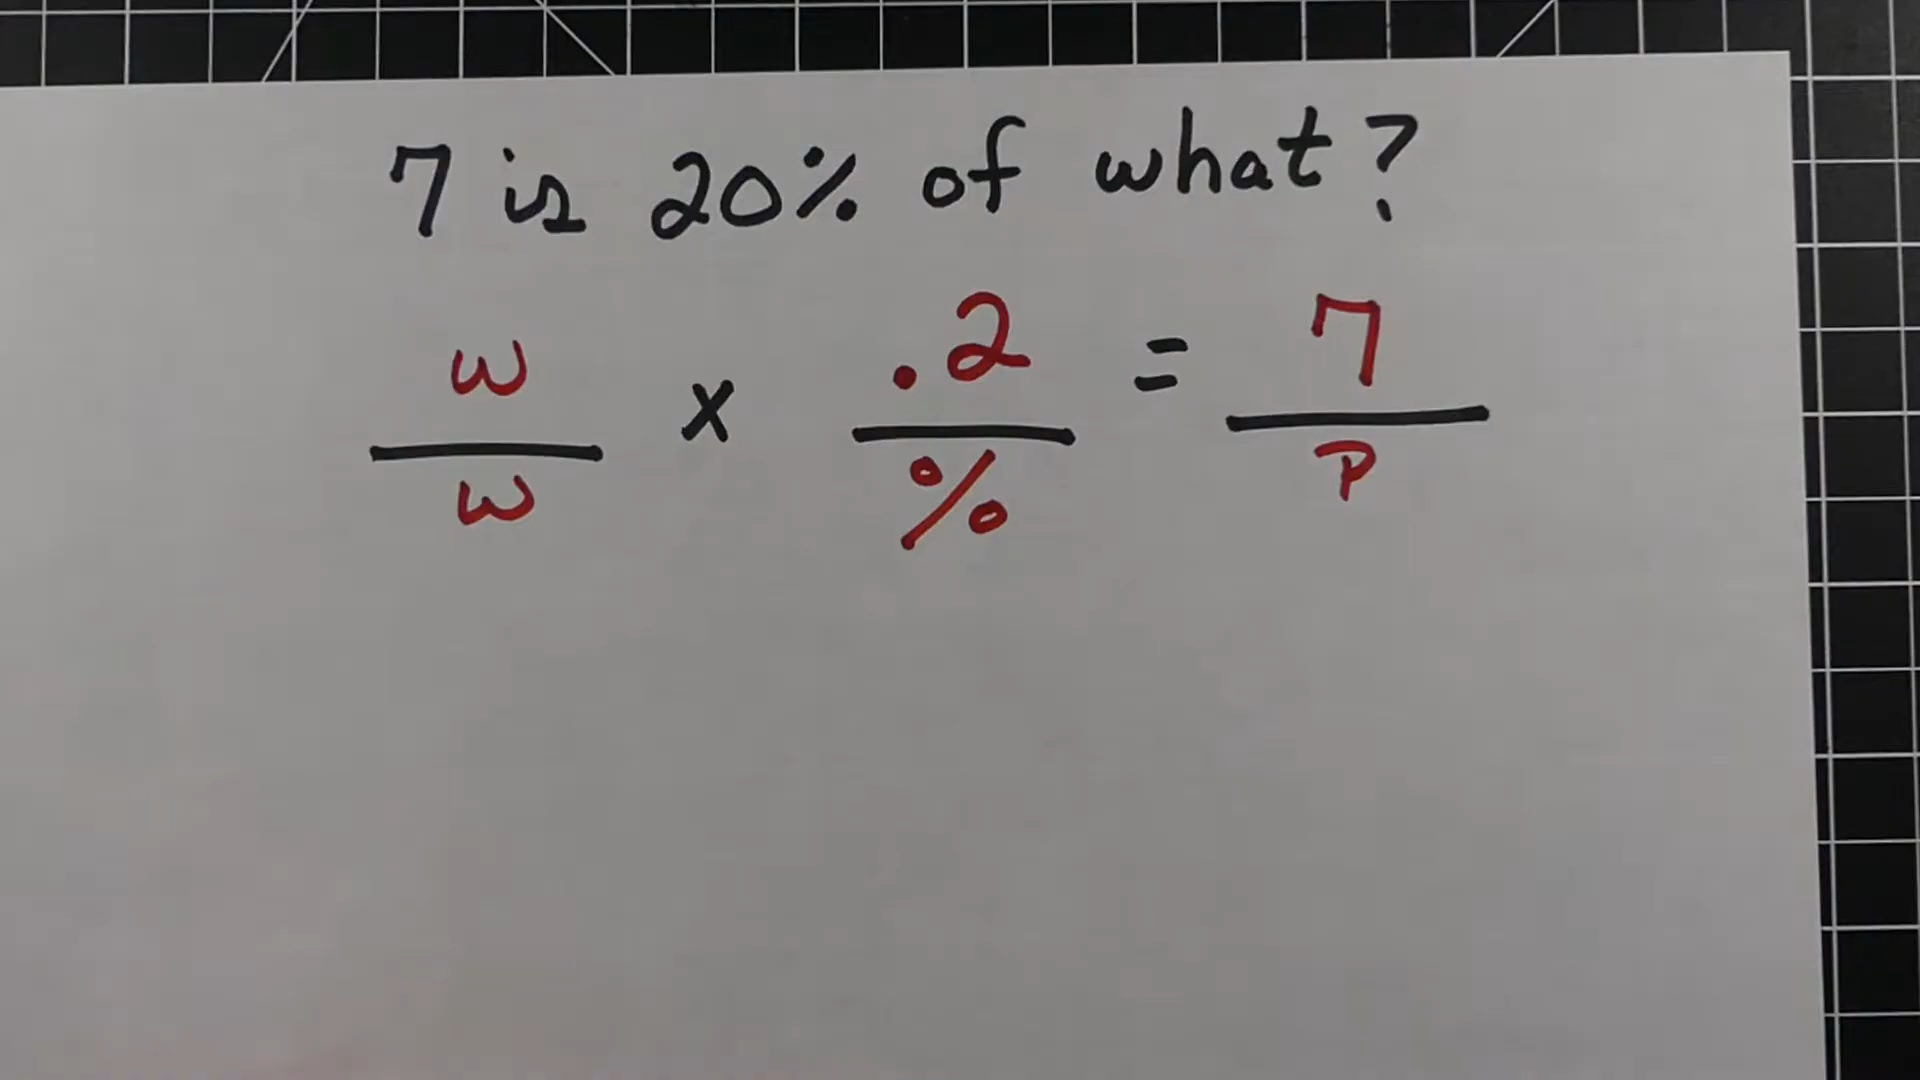 7 is 20% of what?
w x .2 = 7
w % P